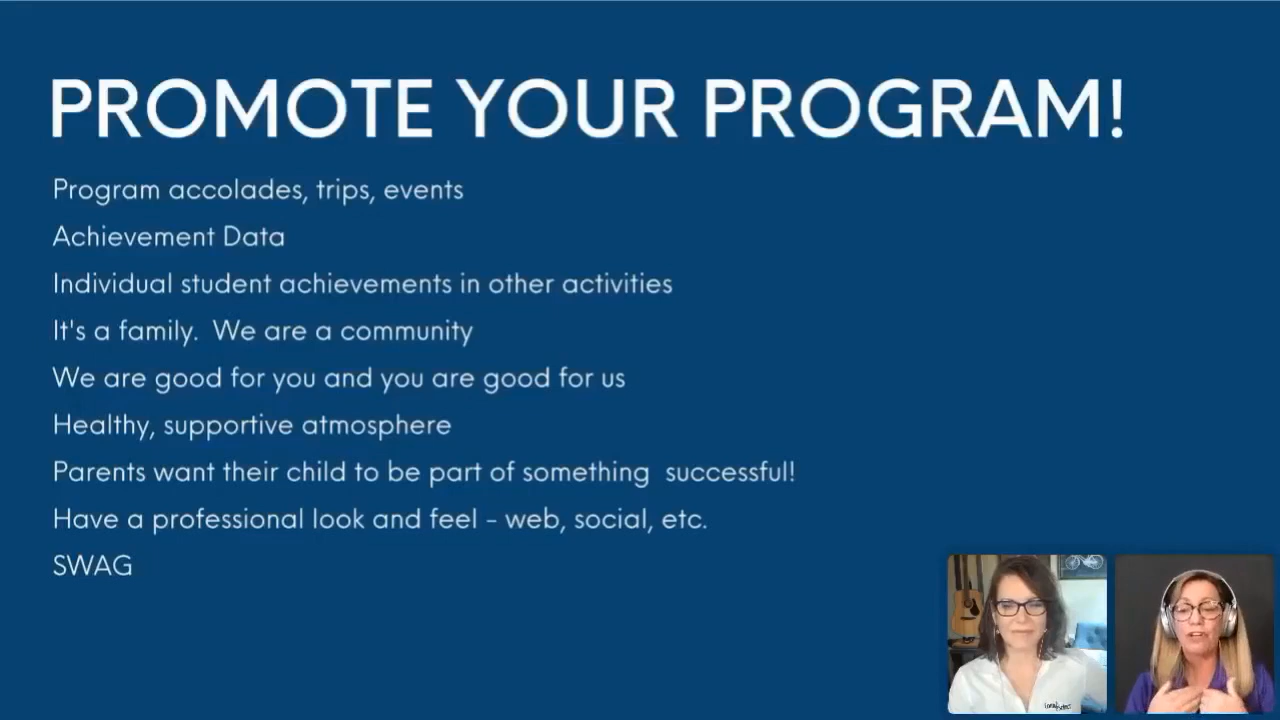 PROMOTE YOUR PROGRAM!
Program accolades, trips, events
Achievement Data
Individual student achievements in other activities
It's a family.  We are a community
We are good for you and you are good for us
Healthy, supportive atmosphere
Parents want their child to be part of something  successful!
Have a professional look and feel - web, social, etc.
SWAG